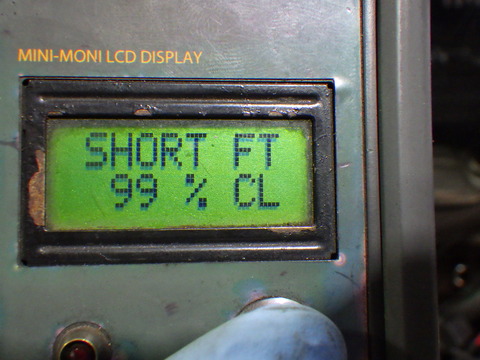 MINI-MONI LCD DISPLAY
SHORT FT
99 % CL